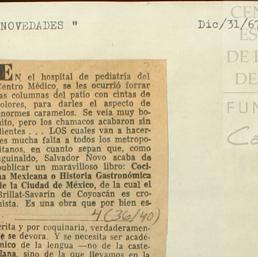 NOVEDADES "
Dic/31/67
CEN
ES
DE
DE
FUN
Ca
EN el hospital de pediatría del
Centro Médico, se les ocurrió forrar
las columnas del patio con cintas de
colores, para darles el aspecto de
enormes caramelos. Se veía muy bo-
nito, pero los chamacos acabaron sin
dientes... LOS cuales van a hacer-
les mucha falta a todos los metropo-
litanos, en cuanto sepan que, como
aguinaldo, Salvador Novo acaba de
publicar un maravilloso libro: Coci-
na Mexicana o Historia Gastronómica
de la Ciudad de México, de la cual el
Brillat-Savarin de Coyoacán es cro-
nista. Es una obra que por bien es-
4 (36/40)
crita y por coquinaria, verdaderamen-
te se devora. Y se necesita ser acadé-
mico de la lengua —no de la caste-
llana, sino de la que llevamos en la